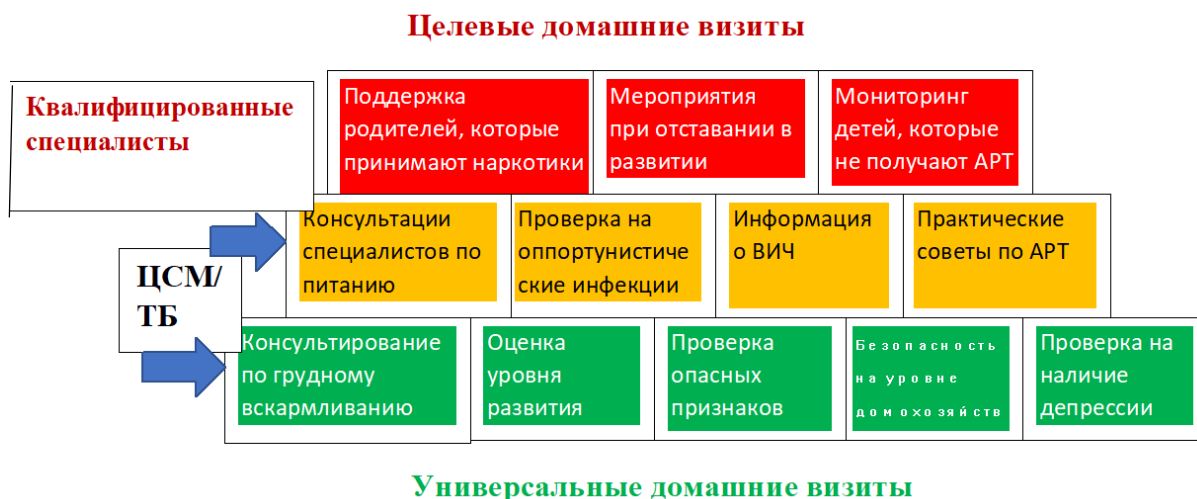 Целевые домашние визиты
Квалифицированные
специалисты
Поддержка
родителей, которые
принимают наркотики
Мероприятия
при отставании в
развитии
Мониторинг
детей, которые
не получают АРТ
Консультации
специалистов по
питанию
Проверка на
оппортунистиче
ские инфекции
Информация
о ВИЧ
Практические
советы по АРТ
ЦСМ/
ТБ
Консультирование
по грудному
вскармливанию
Оценка
уровня
развития
Проверка
опасных
признаков
Безопасность
на уровне
домохозяйств
Проверка на
наличие
депрессии
Универсальные домашние визиты